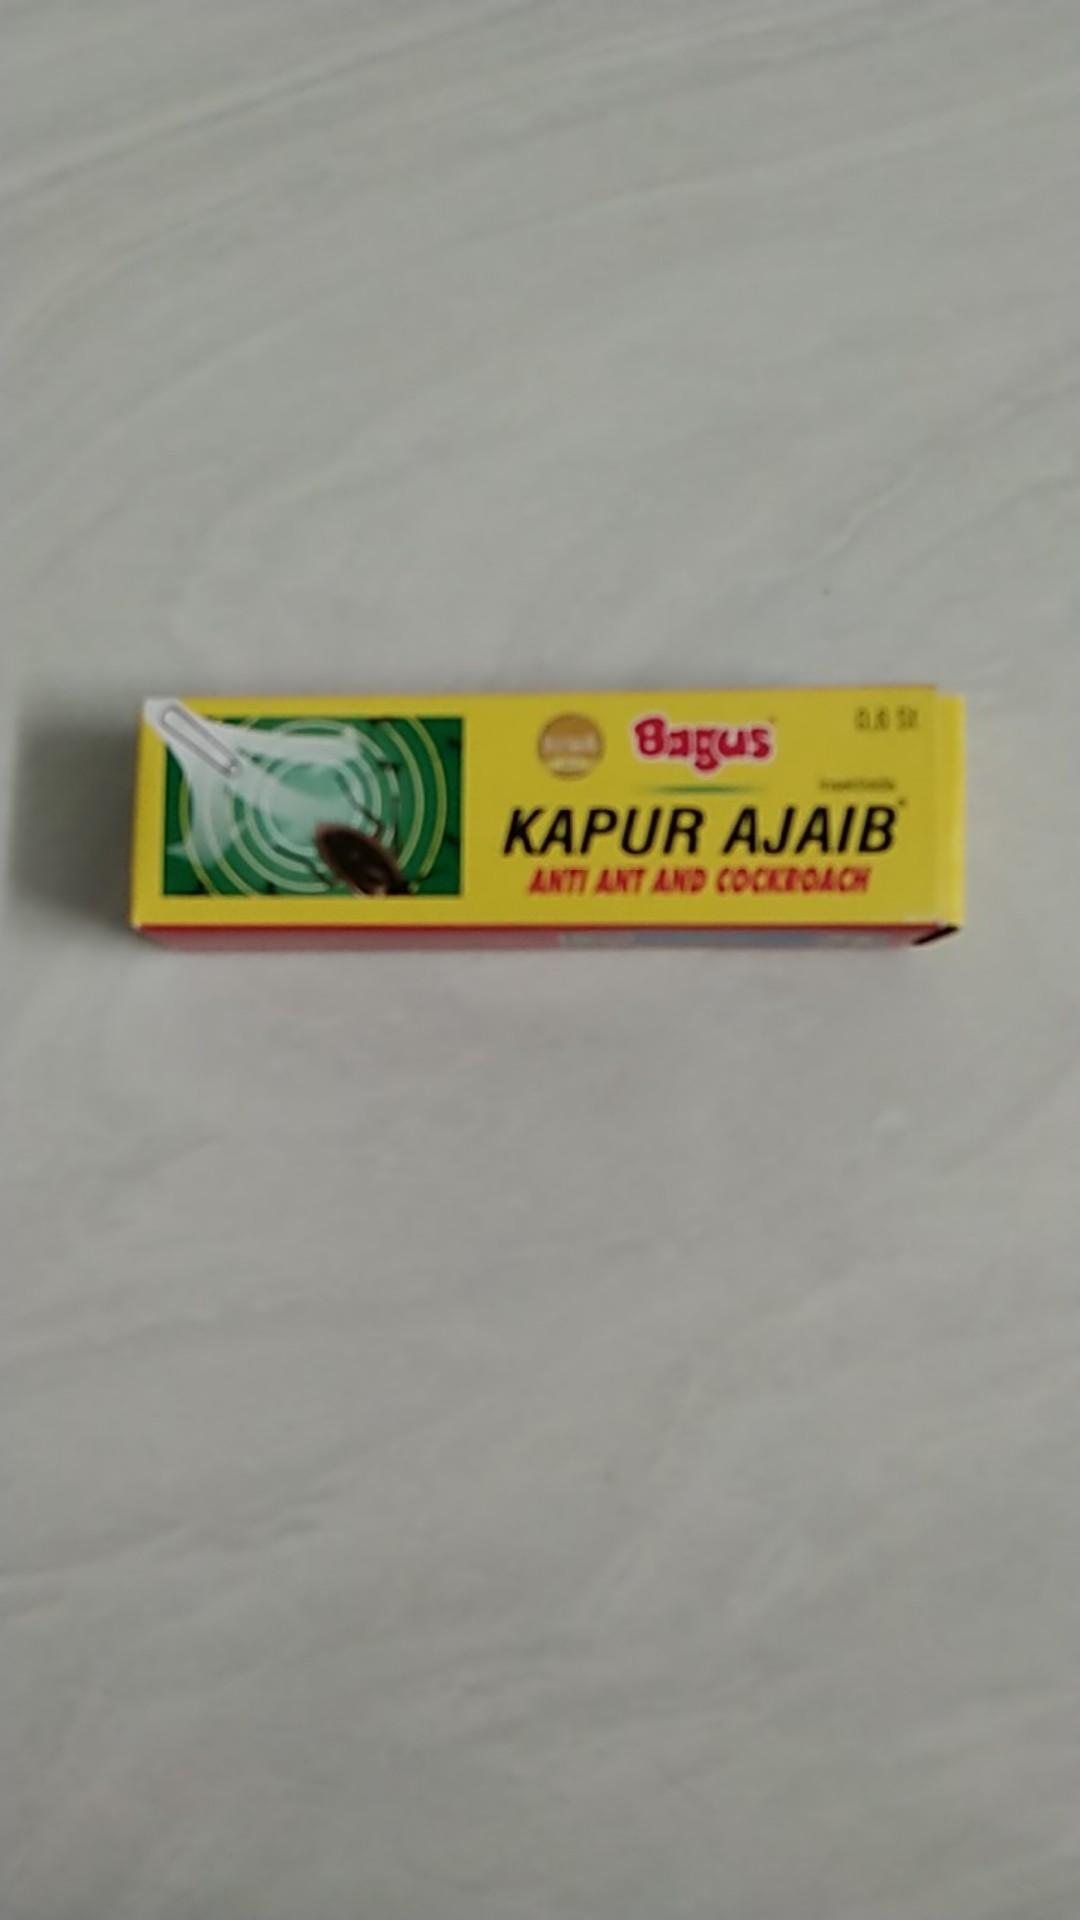 Bagus
KAPUR AJAIB
ANTI ANT AND COCKROACH